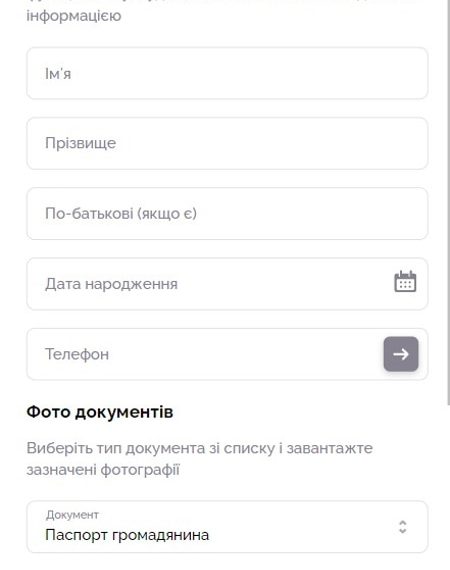 інформацією
Ім'я
Прізвище
По-батькові (якщо є)
Дата народження
Телефон
Фото документів
Виберіть тип документа зі списку і завантажте
зазначені фотографії
Документ
Паспорт громадянина